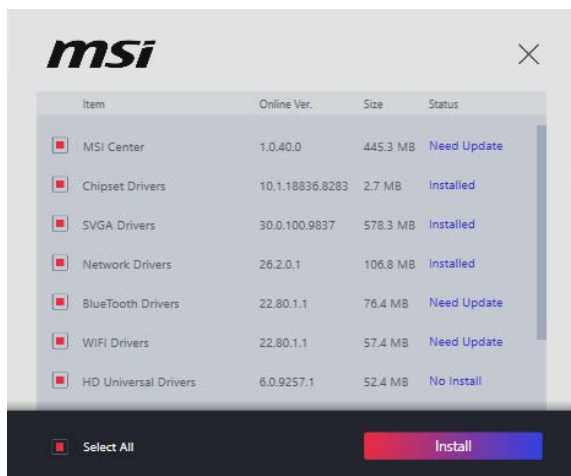 msi
Item Online Ver. Size Status
MSI Center 1.0.40.0 445.3 MB Need Update
Chipset Drivers 10.1.18836.8283 2.7 MB Installed
SVGA Drivers 30.0.100.9837 578.3 MB Installed
Network Drivers 26.2.0.1 106.8 MB Installed
BlueTooth Drivers 22.80.1.1 76.4 MB Need Update
WIFI Drivers 22.80.1.1 57.4 MB Need Update
HD Universal Drivers 6.0.9257.1 52.4 MB No Install
Select All Install